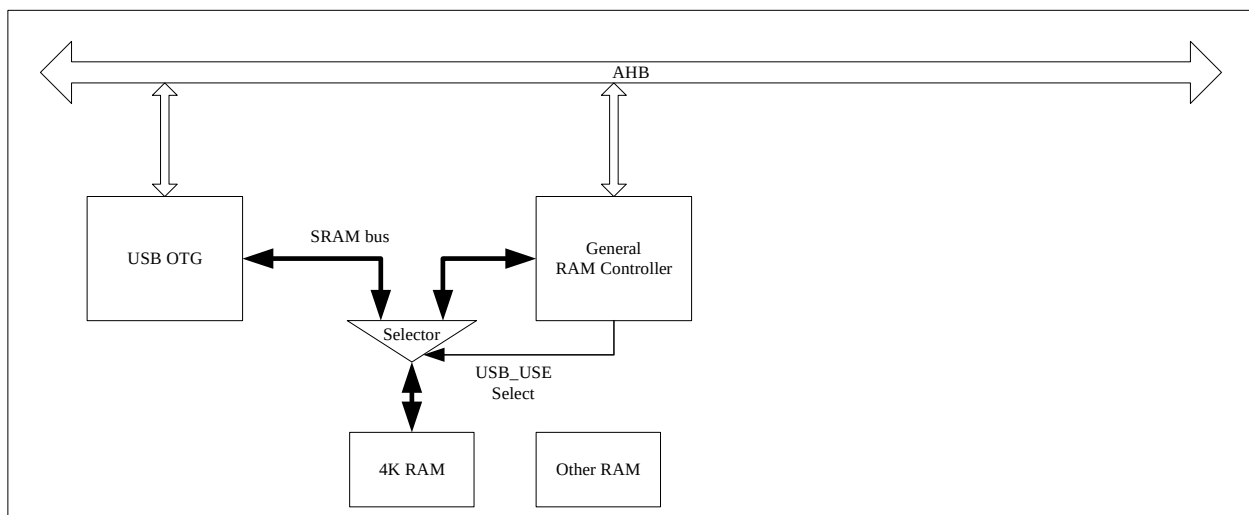 AHB
USB OTG
SRAM bus
General
RAM Controller
Selector
USB_USE
Select
4K RAM
Other RAM